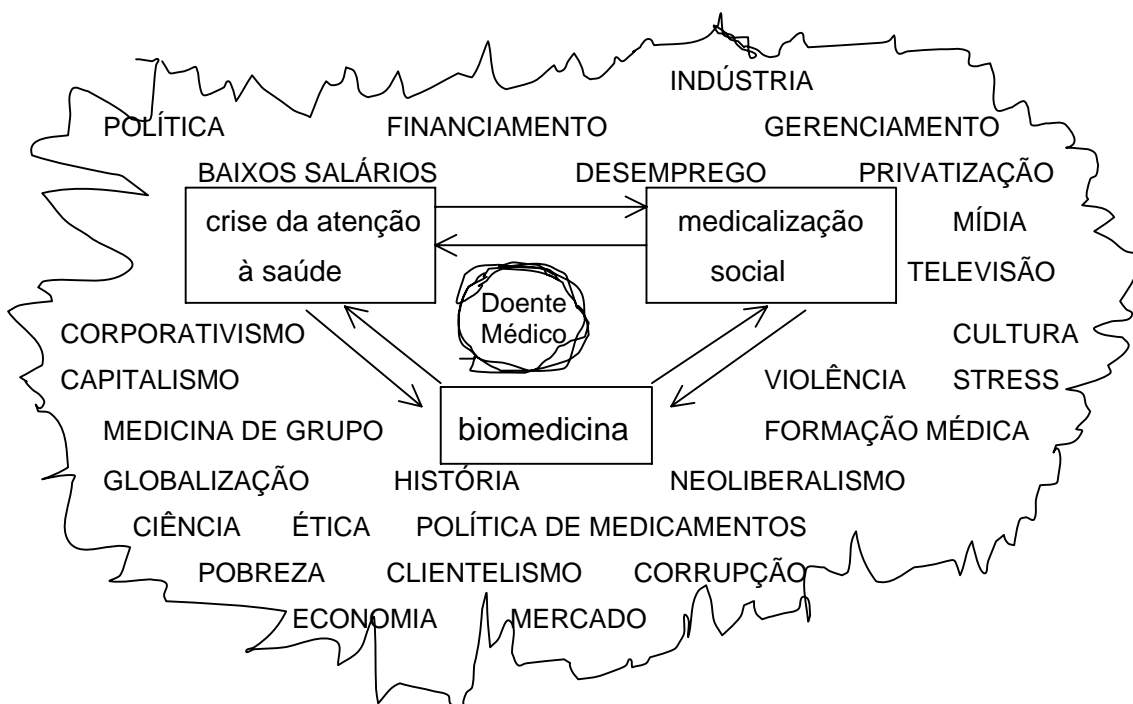 INDÚSTRIA
POLÍTICA FINANCIAMENTO GERENCIAMENTO
BAIXOS SALÁRIOS DESEMPREGO PRIVATIZAÇÃO
crise da atenção medicalização MÍDIA
à saúde social TELEVISÃO
Doente
Médico
CORPORATIVISMO CULTURA
CAPITALISMO VIOLÊNCIA STRESS
MEDICINA DE GRUPO biomedicina FORMAÇÃO MÉDICA
GLOBALIZAÇÃO HISTÓRIA NEOLIBERALISMO
CIÊNCIA ÉTICA POLÍTICA DE MEDICAMENTOS
POBREZA CLIENTELISMO CORRUPÇÃO
ECONOMIA MERCADO